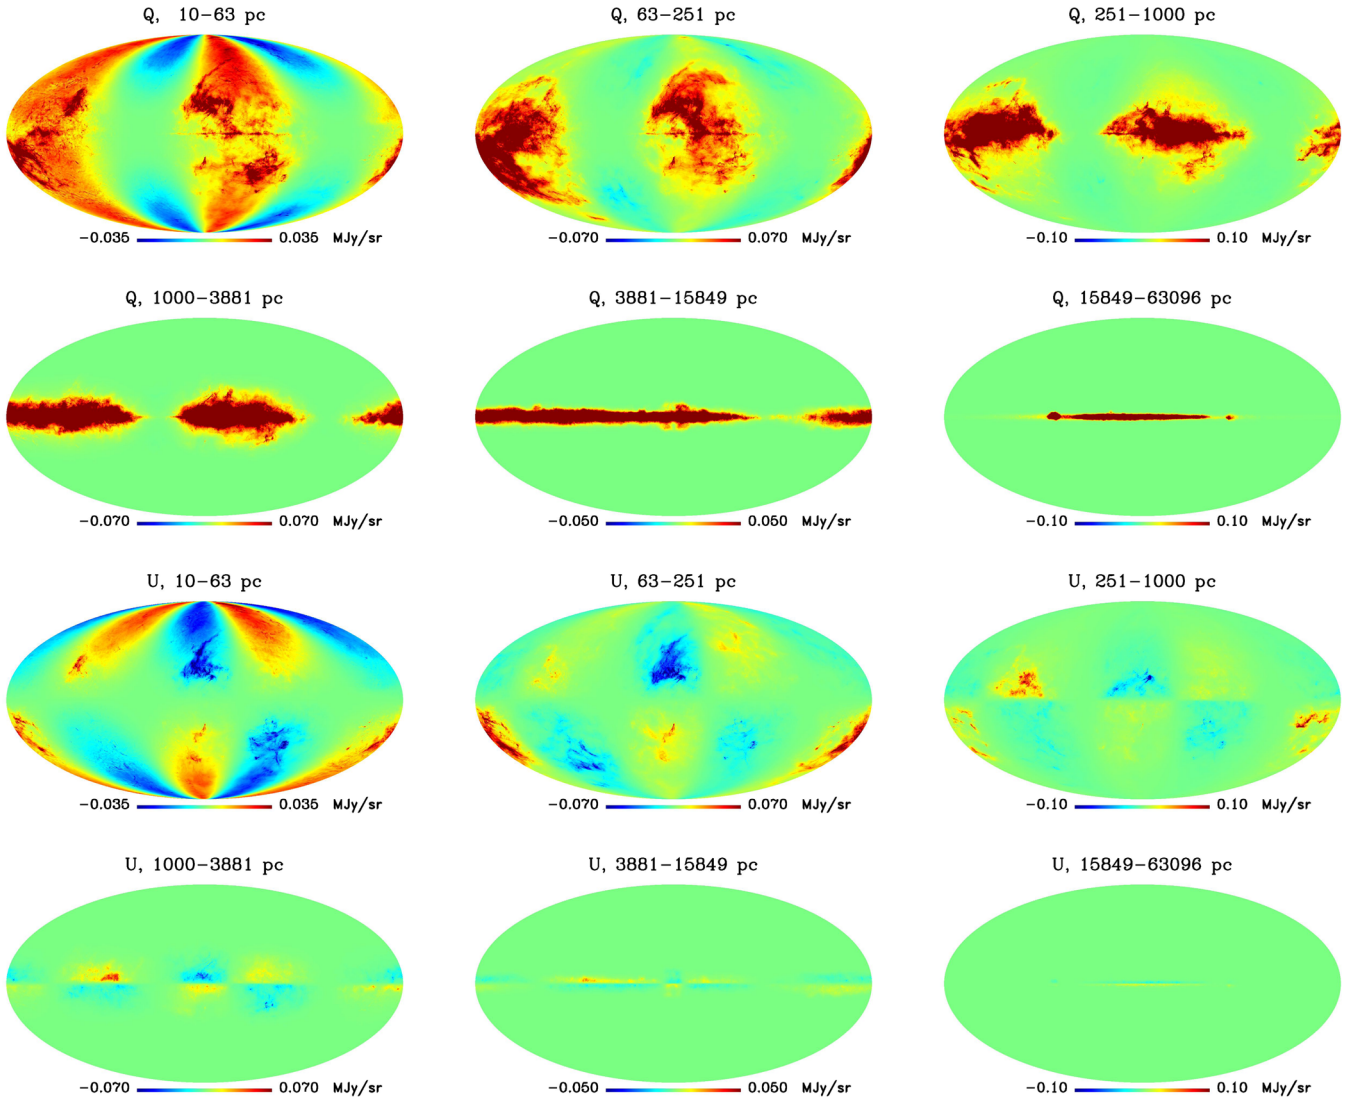 Q, 10−63 pc
Q, 63−251 pc
Q, 251−1000 pc
−0.035 0.035 MJy/sr
−0.070 0.070 MJy/sr
−0.10 0.10 MJy/sr
Q, 1000−3881 pc
Q, 3881−15849 pc
Q, 15849−63096 pc
−0.070 0.070 MJy/sr
−0.050 0.050 MJy/sr
−0.10 0.10 MJy/sr
U, 10−63 pc
U, 63−251 pc
U, 251−1000 pc
−0.035 0.035 MJy/sr
−0.070 0.070 MJy/sr
−0.10 0.10 MJy/sr
U, 1000−3881 pc
U, 3881−15849 pc
U, 15849−63096 pc
−0.070 0.070 MJy/sr
−0.050 0.050 MJy/sr
−0.10 0.10 MJy/sr